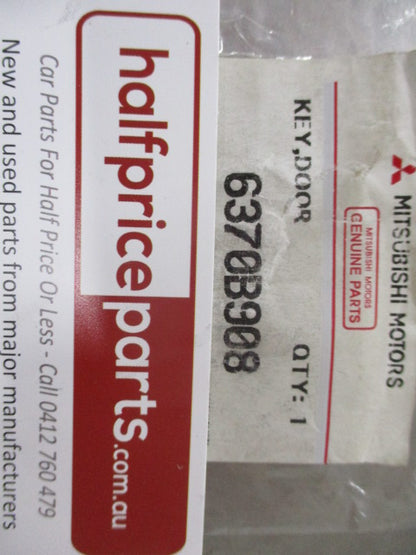 MITSUBISHI MOTORS
MITSUBISHI MOTORS
GENUINE PARTS
KEY,DOOR QTY: 1
6370B908
halfpriceparts.com.au
Car Parts For Half Price Or Less - Call 0412 760 479
New and used parts from major manufacturers